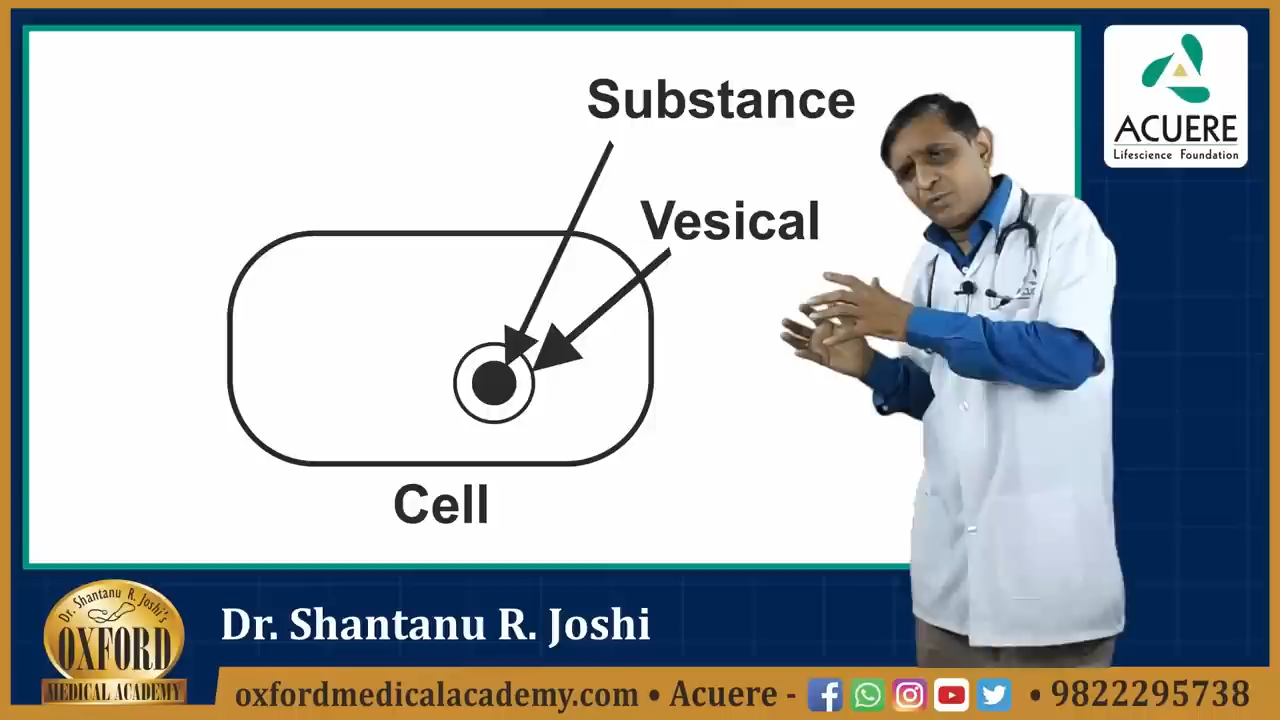 Substance
Vesical
Cell
ACUERE
Lifescience Foundation
Dr. Shantanu R. Joshi's
OXFORD
MEDICAL ACADEMY
Dr. Shantanu R. Joshi
oxfordmedicalacademy.com • Acuere - • 9822295738